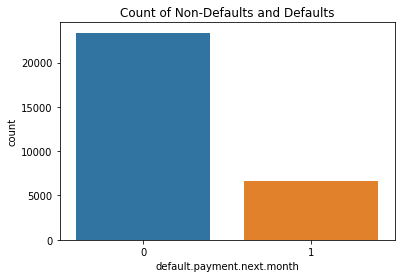 Count of Non-Defaults and Defaults
20000
15000
10000
5000
0
count
0 1
default.payment.next.month